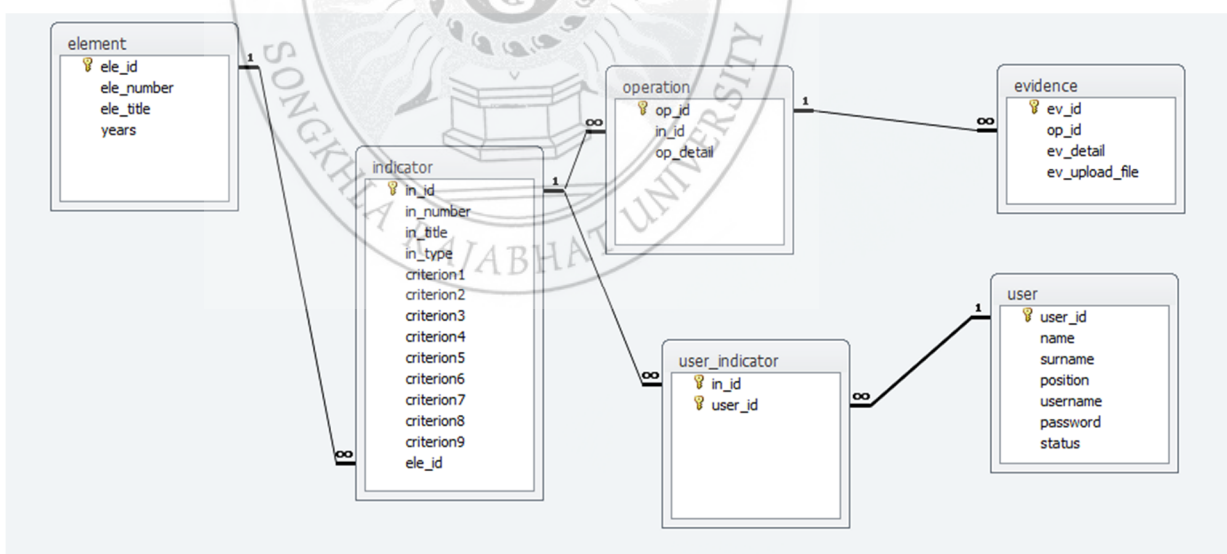 element
ele_id
ele_number
ele_title
years
indicator
in_id
in_number
in_title
in_type
criterion1
criterion2
criterion3
criterion4
criterion5
criterion6
criterion7
criterion8
criterion9
ele_id
operation
op_id
in_id
op_detail
evidence
ev_id
op_id
ev_detail
ev_upload_file
user_indicator
in_id
user_id
user
user_id
name
surname
position
username
password
status
1
∞
1
∞
∞
1
∞
1
∞
SONGKHLA RAJABHAT UNIVERSITY